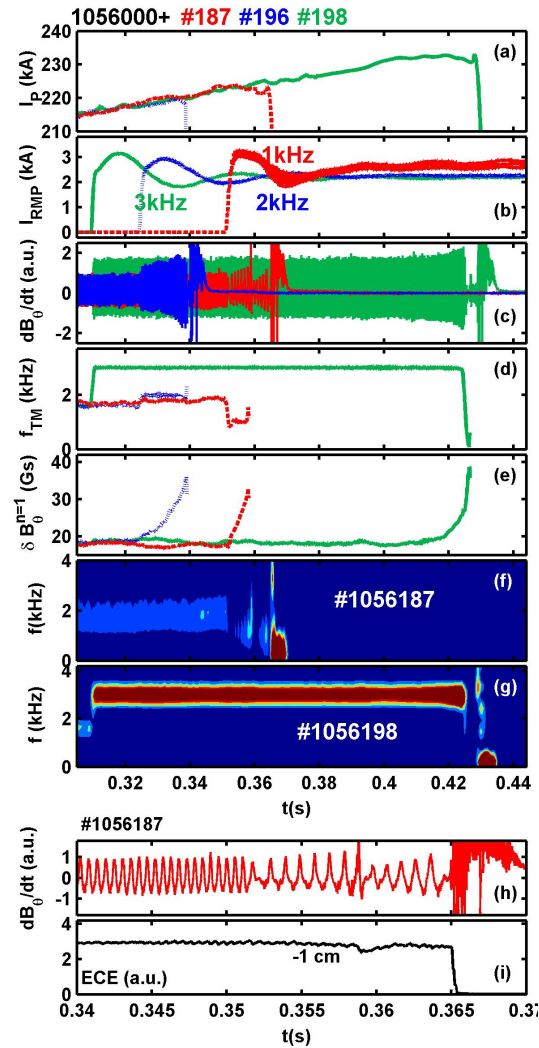 1056000+ #187 #196 #198
240
230
220
210
I_P (kA)
(a)
3
2
1
0
I_RMP (kA)
1kHz
3kHz
2kHz
(b)
2
0
-2
dB_θ/dt (a.u.)
(c)
2
0
f_TM (kHz)
(d)
40
30
20
δ B_θ^{n=1} (Gs)
(e)
4
2
0
f(kHz)
#1056187
(f)
4
2
0
f (kHz)
#1056198
(g)
0.32 0.34 0.36 0.38 0.4 0.42 0.44
t(s)
#1056187
1
0
-1
dB_θ/dt (a.u.)
(h)
4
2
0
ECE (a.u.)
-1 cm
(i)
0.34 0.345 0.35 0.355 0.36 0.365 0.37
t(s)